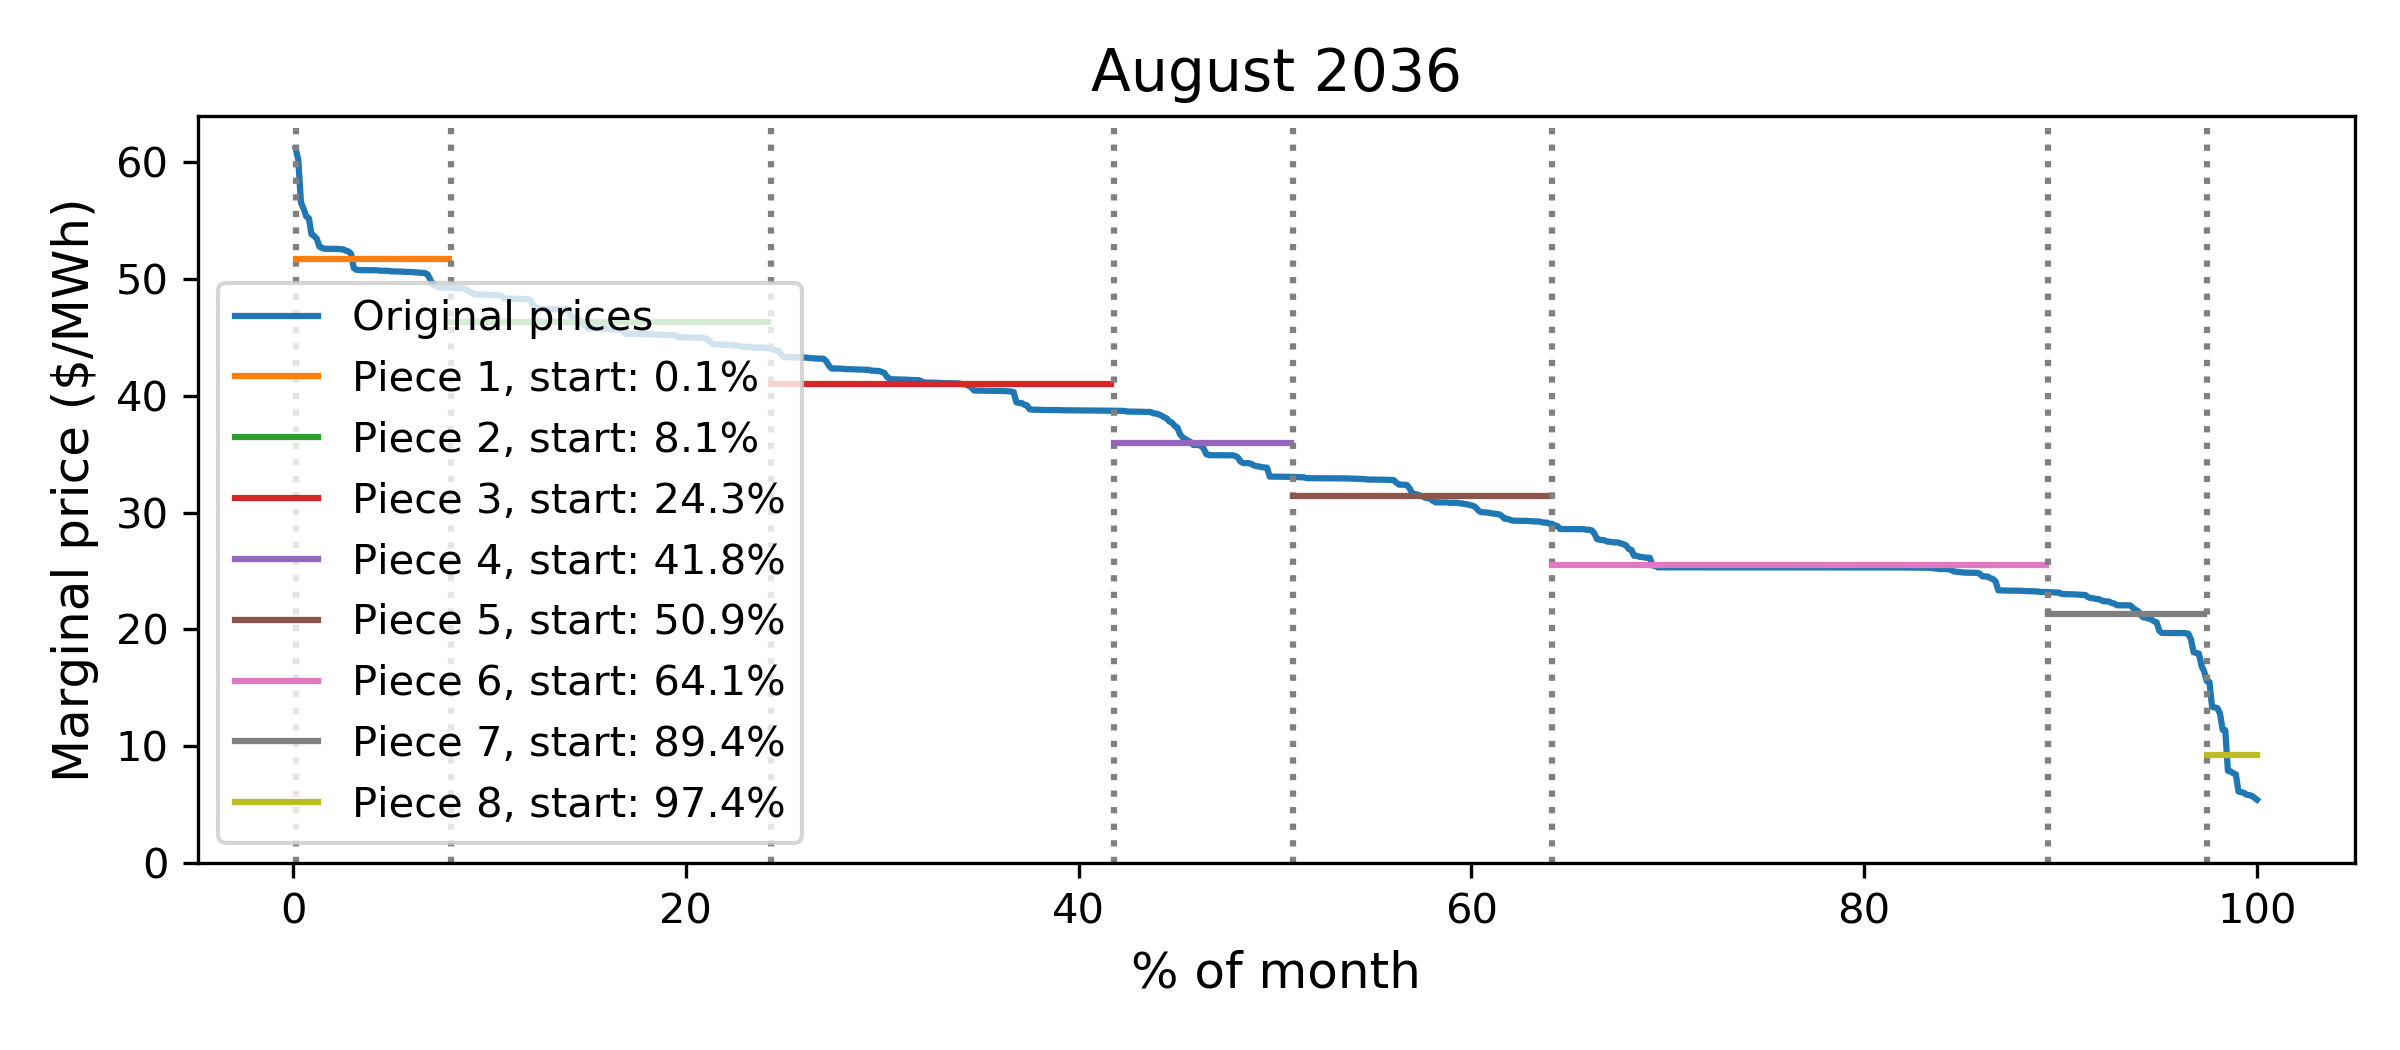 August 2036
Marginal price ($/MWh)
60
50
40
30
20
10
0
Original prices
Piece 1, start: 0.1%
Piece 2, start: 8.1%
Piece 3, start: 24.3%
Piece 4, start: 41.8%
Piece 5, start: 50.9%
Piece 6, start: 64.1%
Piece 7, start: 89.4%
Piece 8, start: 97.4%
0 20 40 60 80 100
% of month